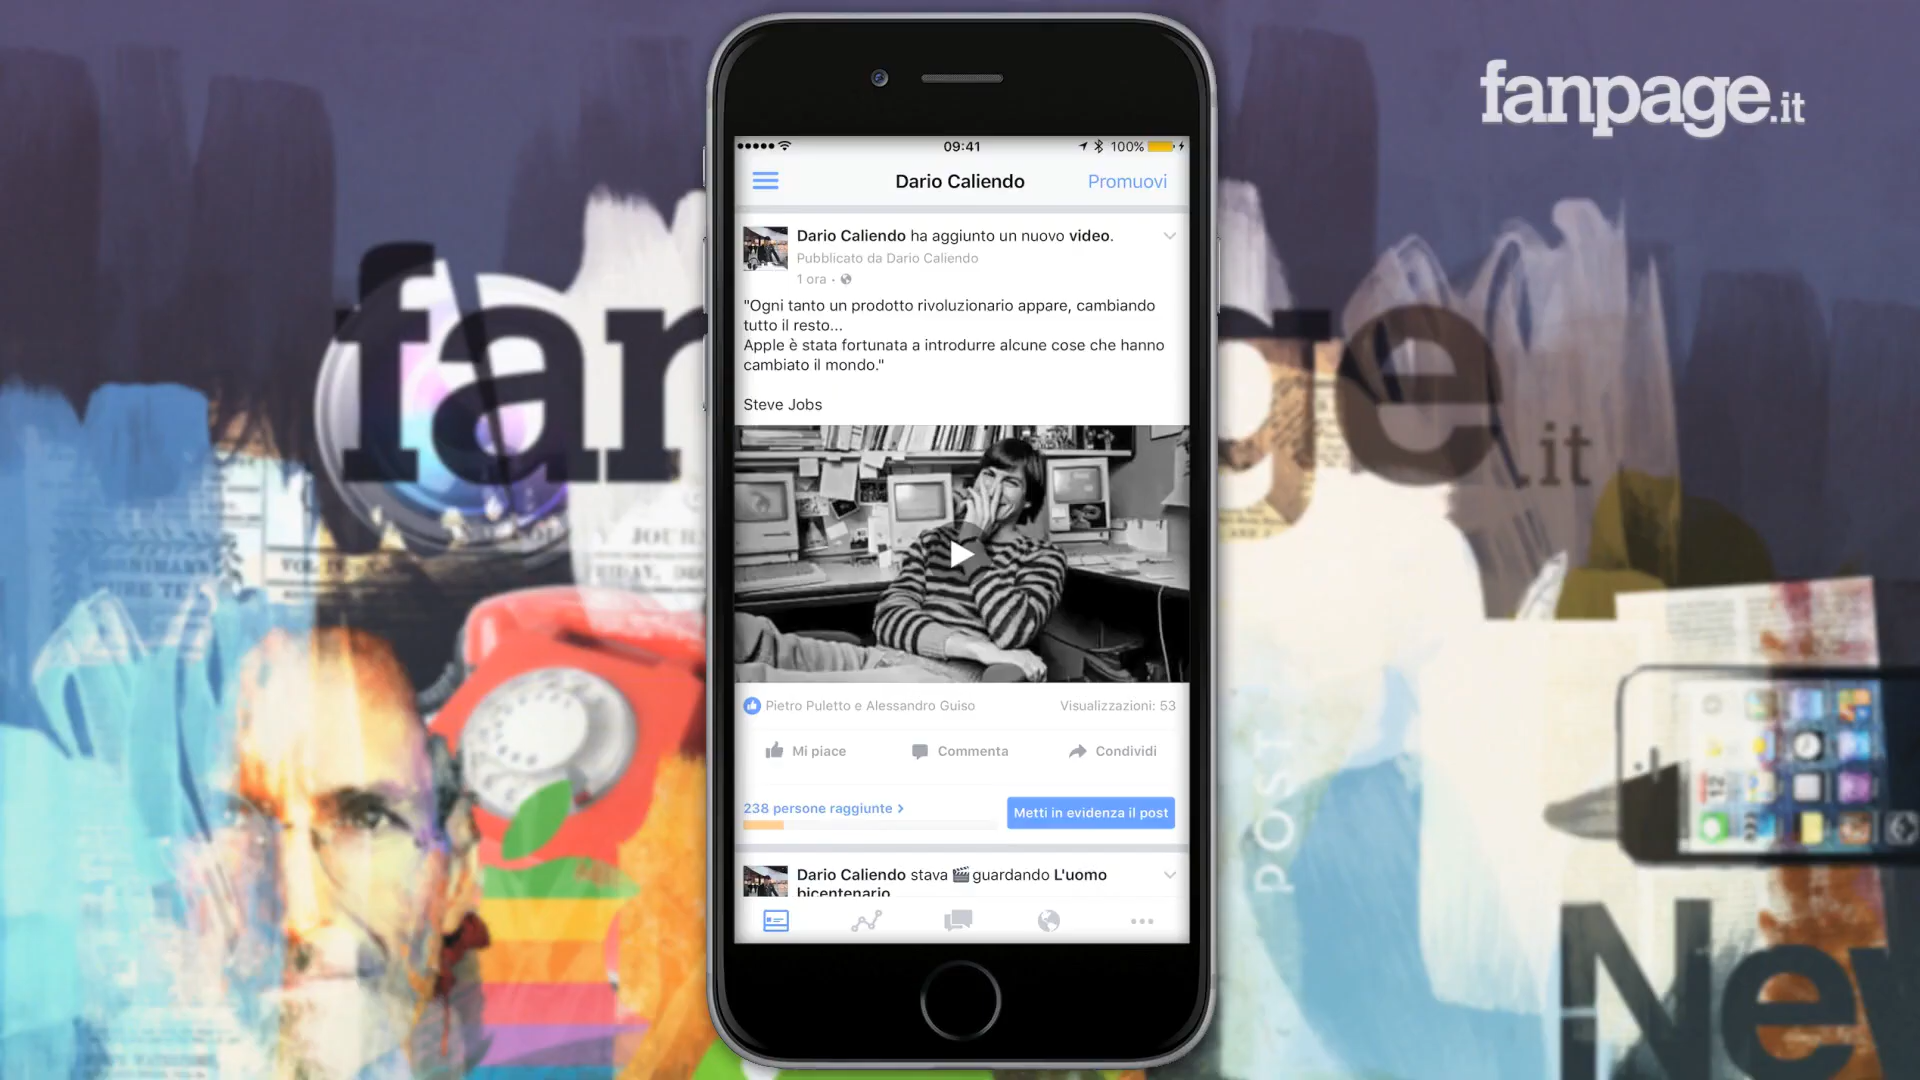 fanpage.it
09:41
100%
Dario Caliendo
Promuovi
Dario Caliendo ha aggiunto un nuovo video.
Pubblicato da Dario Caliendo
1 ora ·
"Ogni tanto un prodotto rivoluzionario appare, cambiando
tutto il resto...
Apple è stata fortunata a introdurre alcune cose che hanno
cambiato il mondo."
Steve Jobs
Pietro Puletto e Alessandro Guiso
Visualizzazioni: 53
Mi piace
Commenta
Condividi
238 persone raggiunte
Metti in evidenza il post
Dario Caliendo stava guardando L'uomo
bicentenario
.it
POST
New